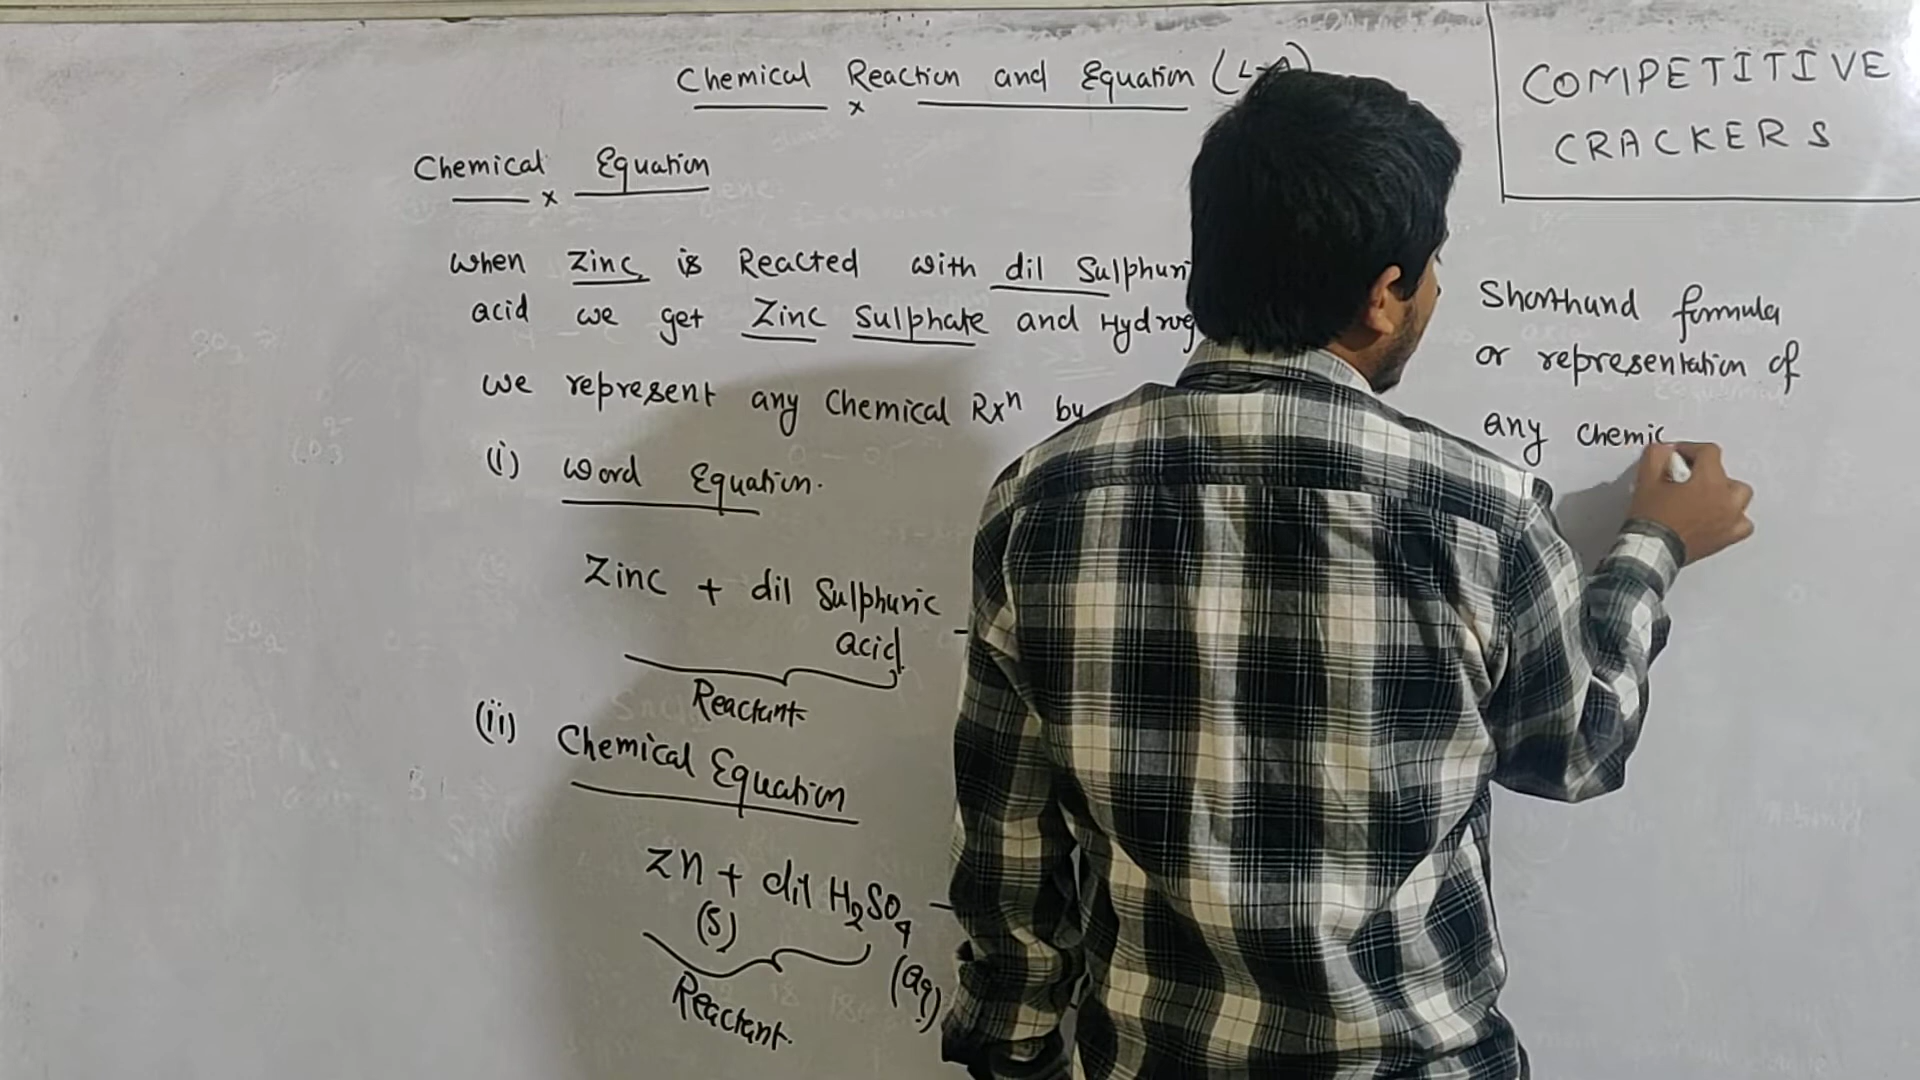 Chemical Reaction and Equation (L-
COMPETITIVE
CRACKERS
Chemical Equation
when Zinc is Reacted with dil Sulphuri
acid we get Zinc Sulphate and Hydrog
we represent any Chemical Rxⁿ by
(i) Word Equation.
Zinc + dil Sulphuric
acid
Reactant
(ii) Chemical Equation
Zn + dil H₂SO₄
(s)
(aq)
Reactant.
Shorthand formula
or representation of
any chemic